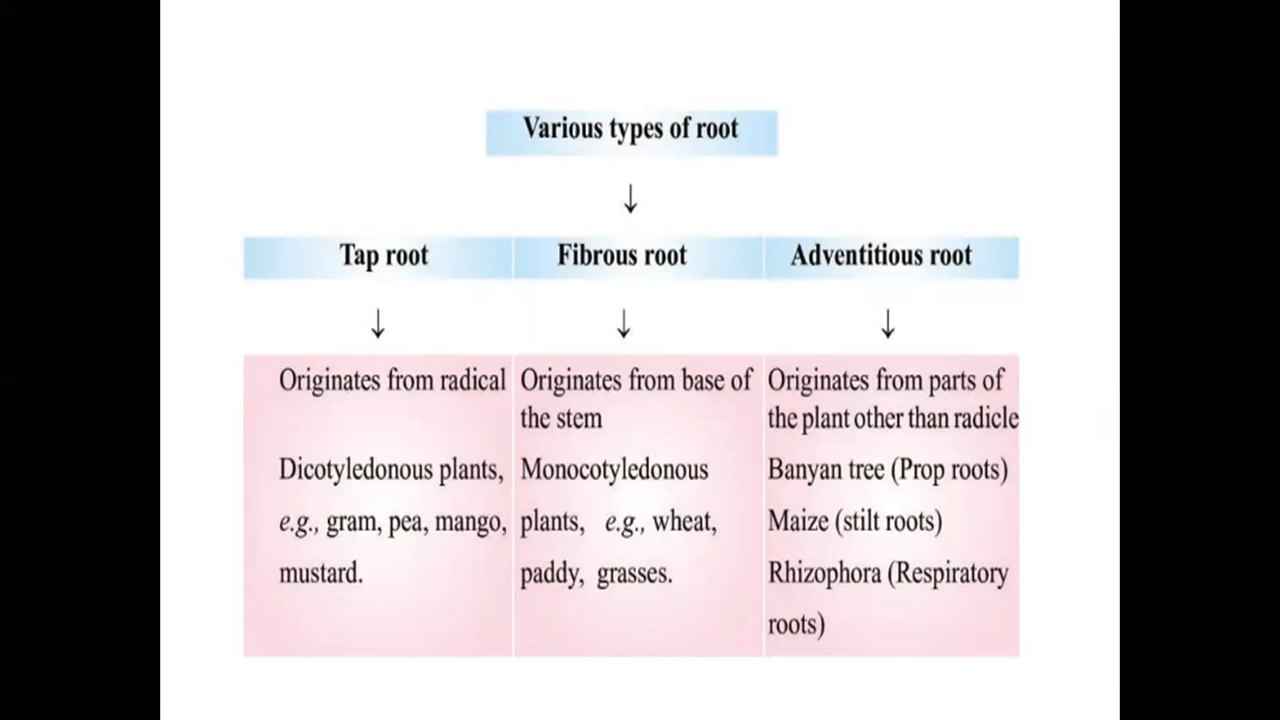 Various types of root
Tap root
Fibrous root
Adventitious root
Originates from radical
Dicotyledonous plants,
e.g., gram, pea, mango,
mustard.
Originates from base of
the stem
Monocotyledonous
plants, e.g., wheat,
paddy, grasses.
Originates from parts of
the plant other than radicle
Banyan tree (Prop roots)
Maize (stilt roots)
Rhizophora (Respiratory
roots)